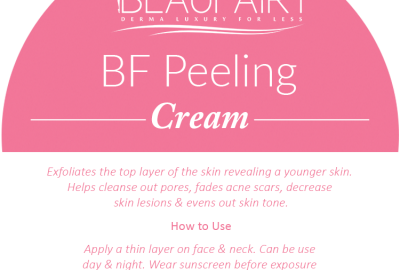 BEAUFAIRY
DERMA LUXURY FOR LESS
BF Peeling
Cream
Exfoliates the top layer of the skin revealing a younger skin.
Helps cleanse out pores, fades acne scars, decrease
skin lesions & evens out skin tone.
How to Use
Apply a thin layer on face & neck. Can be use
day & night. Wear sunscreen before exposure